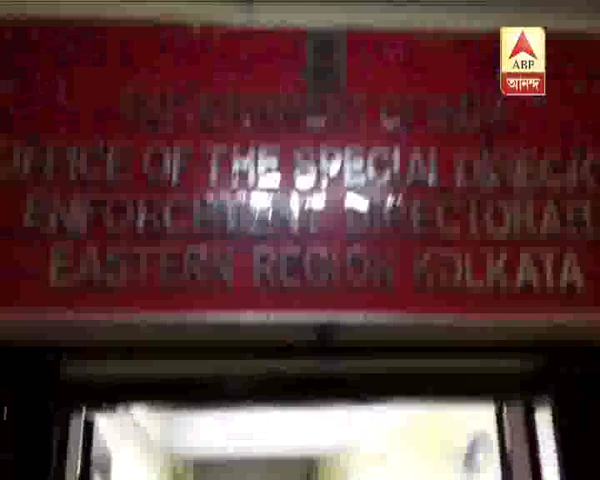 GOVERNMENT OF INDIA
OFFICE OF THE SPECIAL DIRECTOR
ENFORCEMENT DIRECTORATE
EASTERN REGION KOLKATA
ABP
আনন্দ